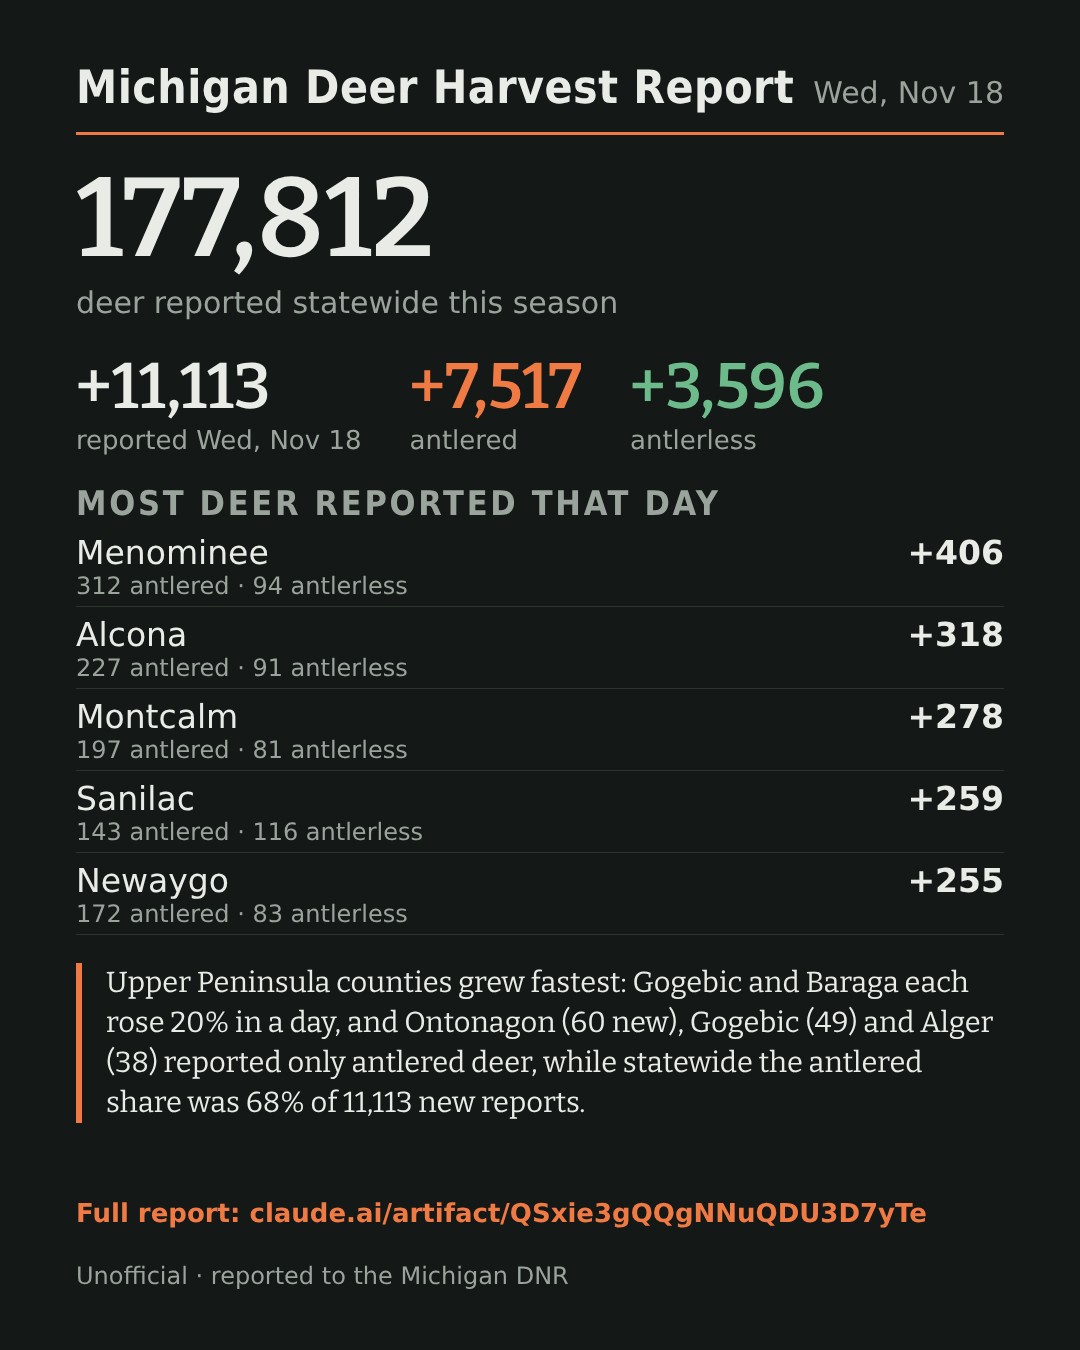 Michigan Deer Harvest Report Wed, Nov 18
177,812
deer reported statewide this season
+11,113 +7,517 +3,596
reported Wed, Nov 18 antlered antlerless
MOST DEER REPORTED THAT DAY
Menominee +406
312 antlered · 94 antlerless
Alcona +318
227 antlered · 91 antlerless
Montcalm +278
197 antlered · 81 antlerless
Sanilac +259
143 antlered · 116 antlerless
Newaygo +255
172 antlered · 83 antlerless
Upper Peninsula counties grew fastest: Gogebic and Baraga each
rose 20% in a day, and Ontonagon (60 new), Gogebic (49) and Alger
(38) reported only antlered deer, while statewide the antlered
share was 68% of 11,113 new reports.
Full report: claude.ai/artifact/QSxie3gQQgNNuQDU3D7yTe
Unofficial · reported to the Michigan DNR